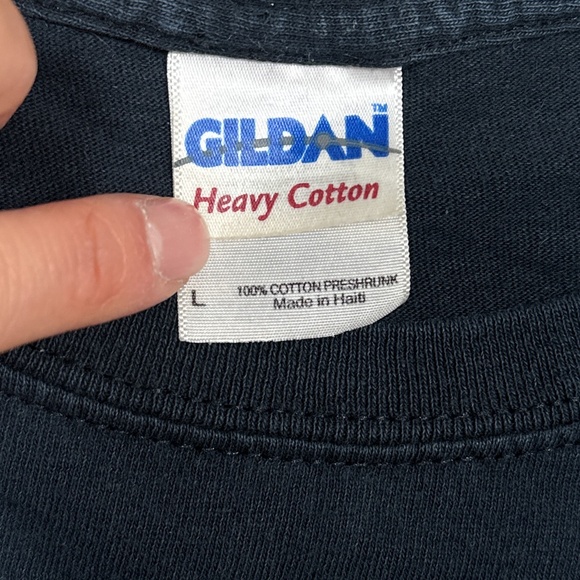 GILDAN™
Heavy Cotton
L 100% COTTON PRESHRUNK
Made in Haiti